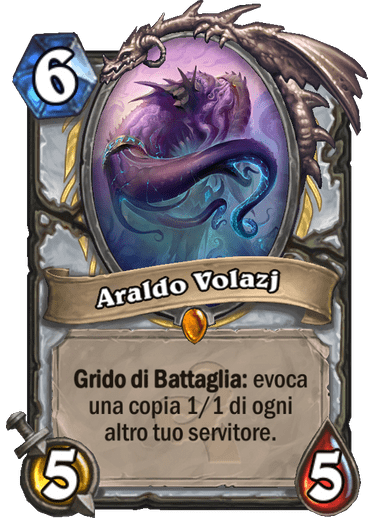 6
Araldo Volazj
Grido di Battaglia: evoca
una copia 1/1 di ogni
altro tuo servitore.
5
5